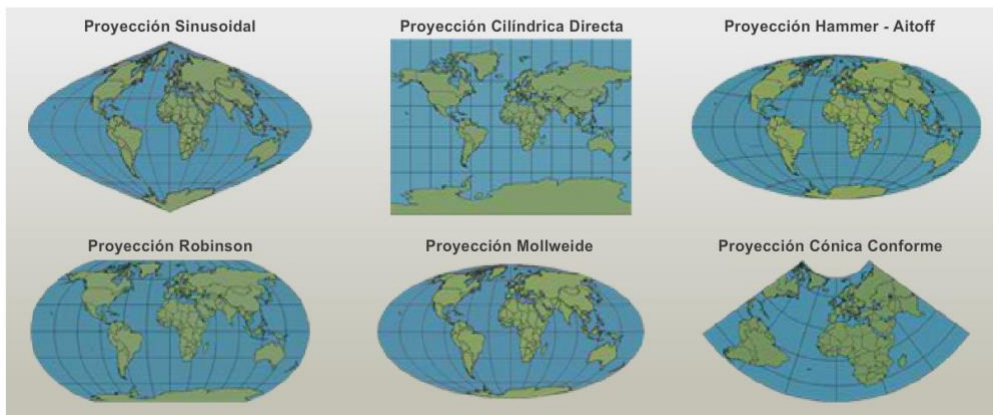 Proyección Sinusoidal
Proyección Cilíndrica Directa
Proyección Hammer - Aitoff
Proyección Robinson
Proyección Mollweide
Proyección Cónica Conforme